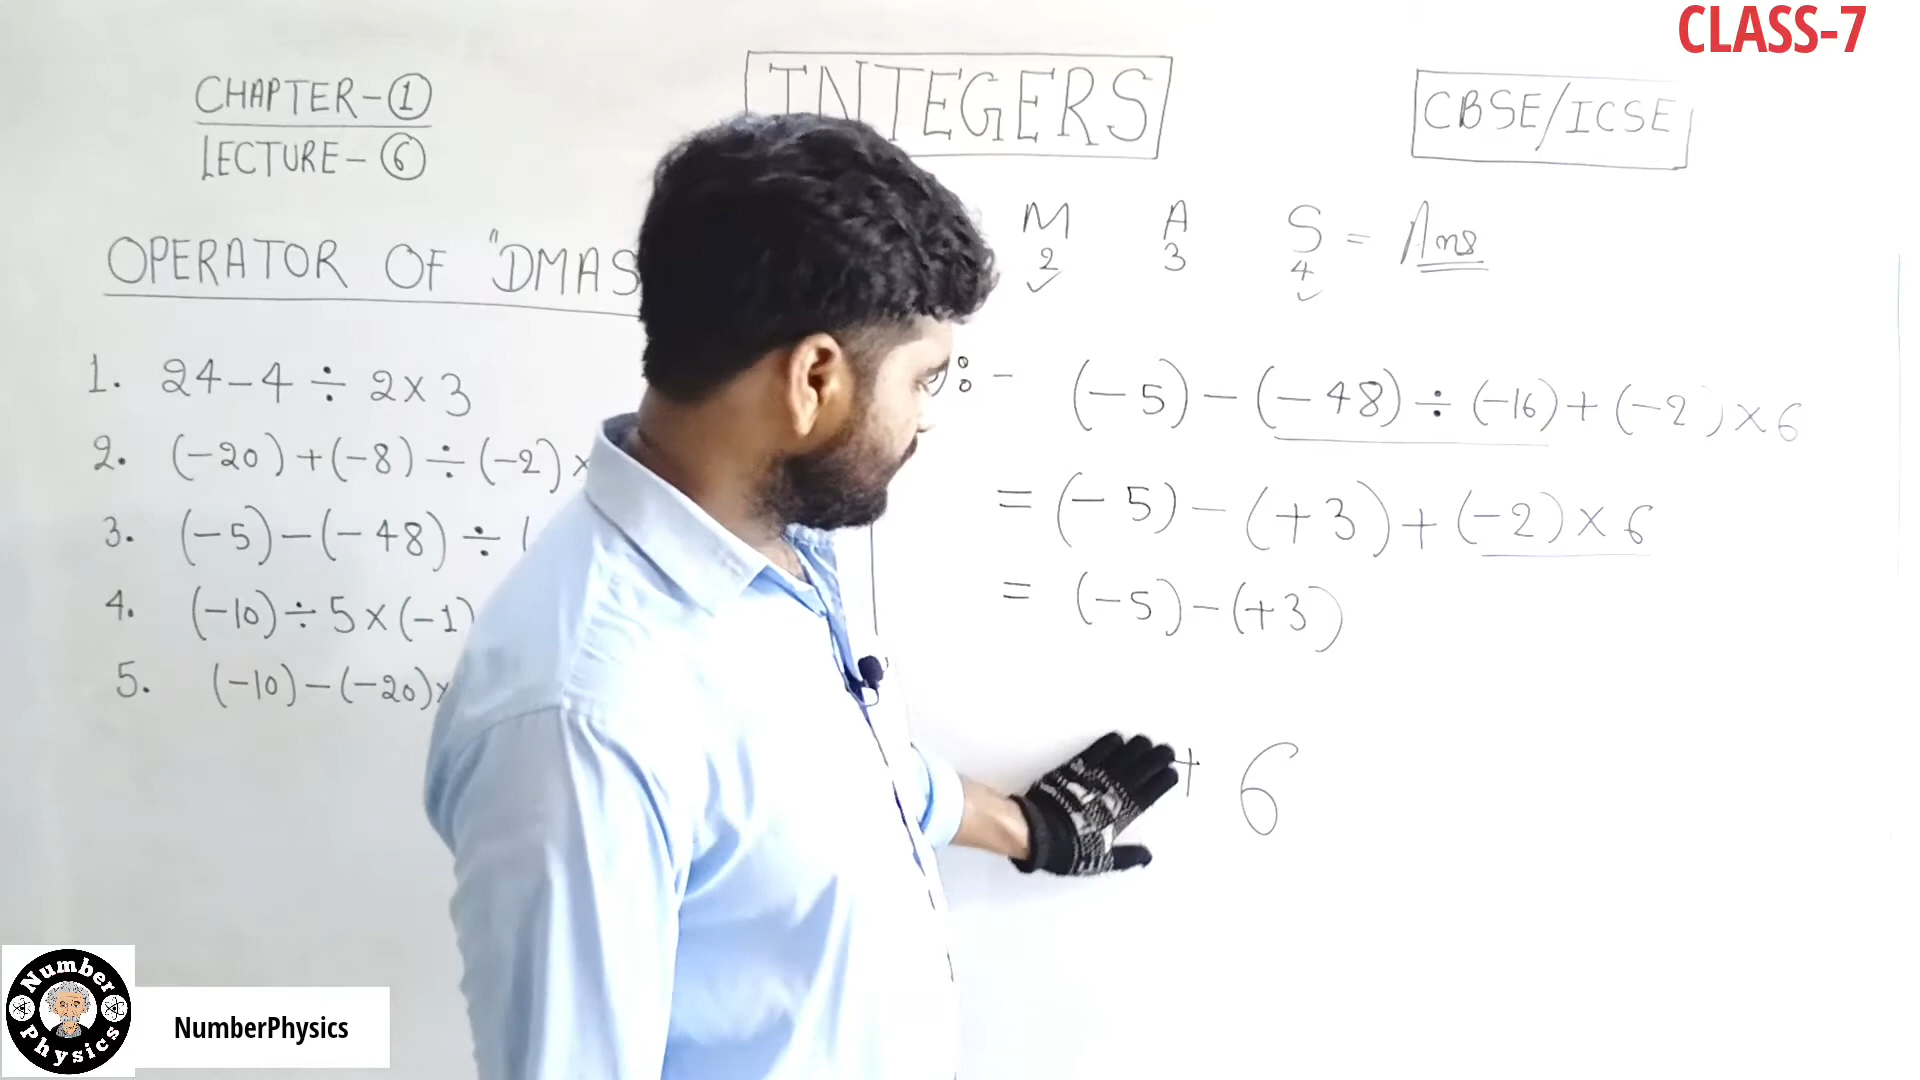 CLASS-7
CHAPTER-①
LECTURE-⑥
INTEGERS
CBSE/ICSE
M A S = Ans
2 3 4
OPERATOR OF "DMAS
1. 24-4 ÷ 2×3
2. (-20)+(-8)÷(-2)×
3. (-5)-(-48) ÷ (
4. (-10)÷5×(-1)
5. (-10)-(-20)×
:- (-5)-(-48)÷(-16)+(-2)×6
= (-5)-(+3)+(-2)×6
= (-5)-(+3)
+ 6
Number Physics
NumberPhysics